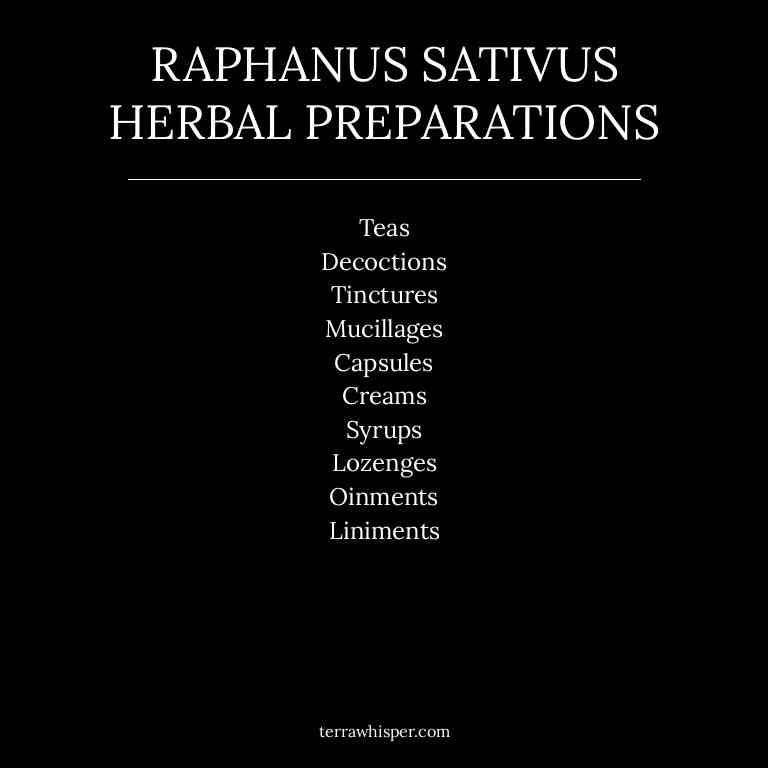 RAPHANUS SATIVUS
HERBAL PREPARATIONS
Teas
Decoctions
Tinctures
Mucillages
Capsules
Creams
Syrups
Lozenges
Oinments
Liniments
terrawhisper.com